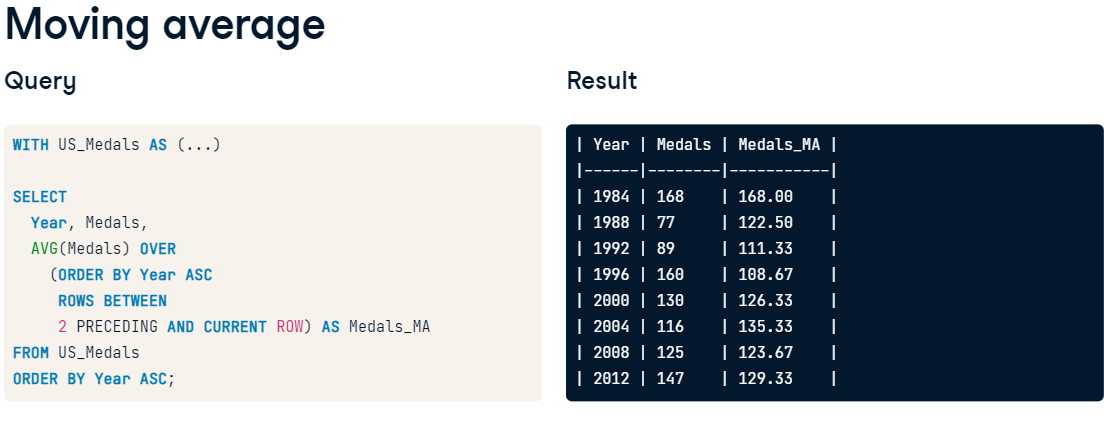 Moving average
Query
WITH US_Medals AS (...)
SELECT
Year, Medals,
AVG(Medals) OVER
(ORDER BY Year ASC
ROWS BETWEEN
2 PRECEDING AND CURRENT ROW) AS Medals_MA
FROM US_Medals
ORDER BY Year ASC;
Result
| Year | Medals | Medals_MA |
|------|--------|-----------|
| 1984 | 168 | 168.00 |
| 1988 | 77 | 122.50 |
| 1992 | 89 | 111.33 |
| 1996 | 160 | 108.67 |
| 2000 | 130 | 126.33 |
| 2004 | 116 | 135.33 |
| 2008 | 125 | 123.67 |
| 2012 | 147 | 129.33 |